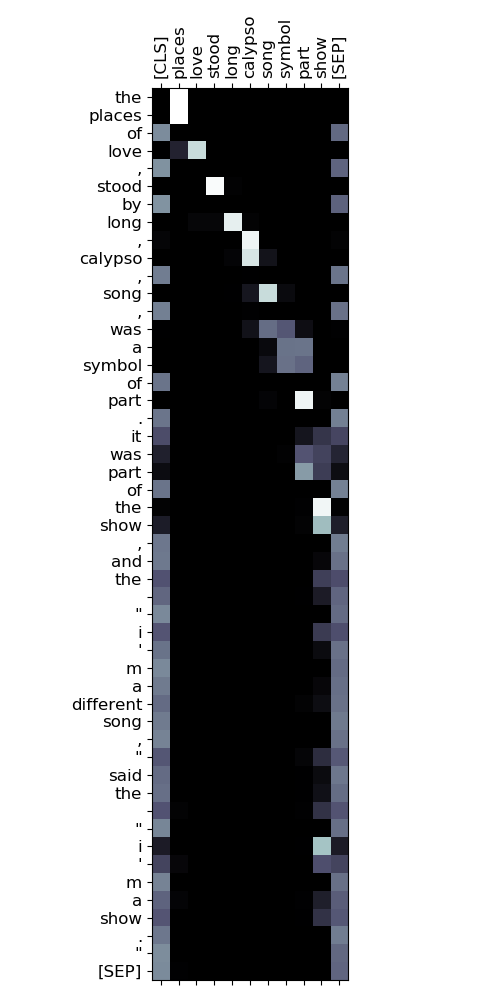 [CLS]
places
love
stood
long
calypso
song
symbol
part
show
[SEP]
the
places
of
love
,
stood
by
long
,
calypso
,
song
,
was
a
symbol
of
part
.
it
was
part
of
the
show
,
and
the
"
i
'
m
a
different
song
,
"
said
the
"
i
'
m
a
show
.
"
[SEP]